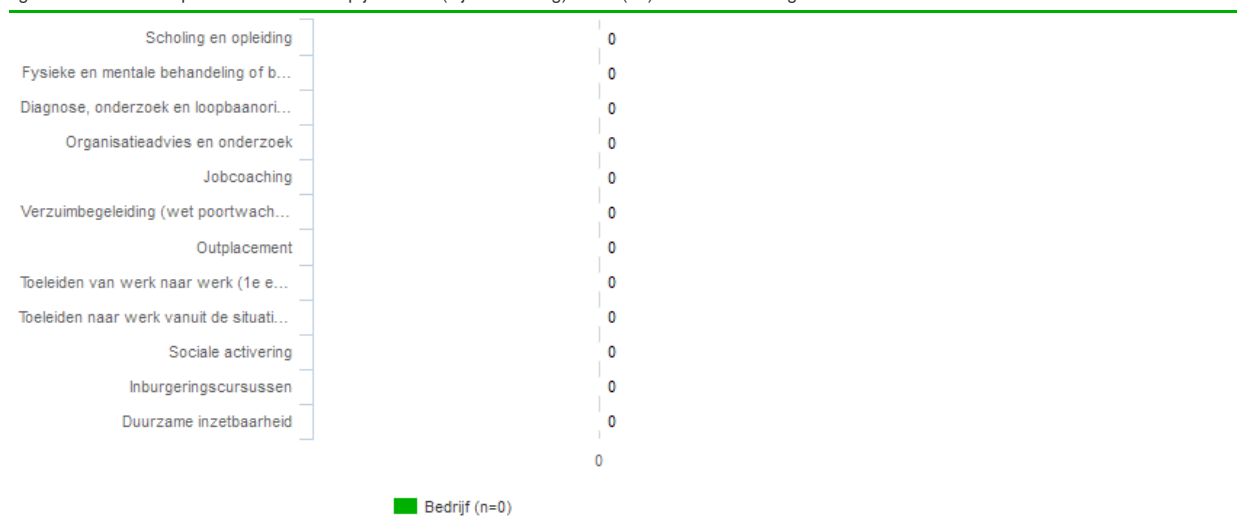 Scholing en opleiding 0
Fysieke en mentale behandeling of b... 0
Diagnose, onderzoek en loopbaanori... 0
Organisatieadvies en onderzoek 0
Jobcoaching 0
Verzuimbegeleiding (wet poortwach... 0
Outplacement 0
Toeleiden van werk naar werk (1e e... 0
Toeleiden naar werk vanuit de situati... 0
Sociale activering 0
Inburgeringscursussen 0
Duurzame inzetbaarheid 0
0
Bedrijf (n=0)